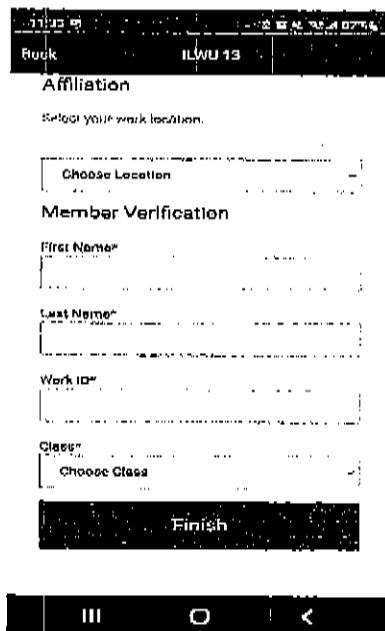 Back ILWU 13
Affiliation
Select your work location.
Choose Location
Member Verification
First Name*
Last Name*
Work ID*
Class*
Choose Class
Finish